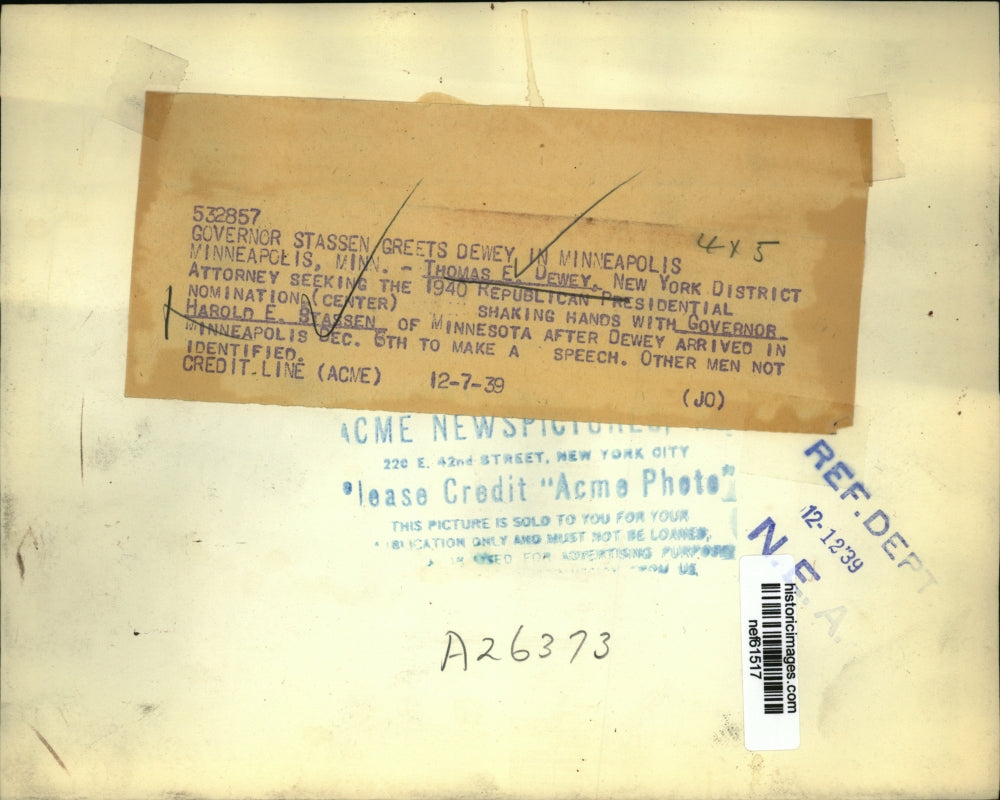 532857
GOVERNOR STASSEN GREETS DEWEY IN MINNEAPOLIS
MINNEAPOLIS, MINN. – THOMAS E. DEWEY, NEW YORK DISTRICT
ATTORNEY SEEKING THE 1940 REPUBLICAN PRESIDENTIAL
NOMINATION (CENTER) SHAKING HANDS WITH GOVERNOR
HAROLD E. STASSEN OF MINNESOTA AFTER DEWEY ARRIVED IN
MINNEAPOLIS DEC. 6TH TO MAKE A SPEECH. OTHER MEN NOT
IDENTIFIED.
CREDIT-LINE (ACME) 12-7-39 (JO)
4 x 5
ACME NEWSPICTURES,
220 E. 42nd STREET, NEW YORK CITY
Please Credit "Acme Photo"
THIS PICTURE IS SOLD TO YOU FOR YOUR
PUBLICATION ONLY AND MUST NOT BE LOANED,
USED FOR ADVERTISING PURPOSES
FROM US.
REF. DEPT
12-12'39
N. E. A.
A26373
historicimages.com
nef61517